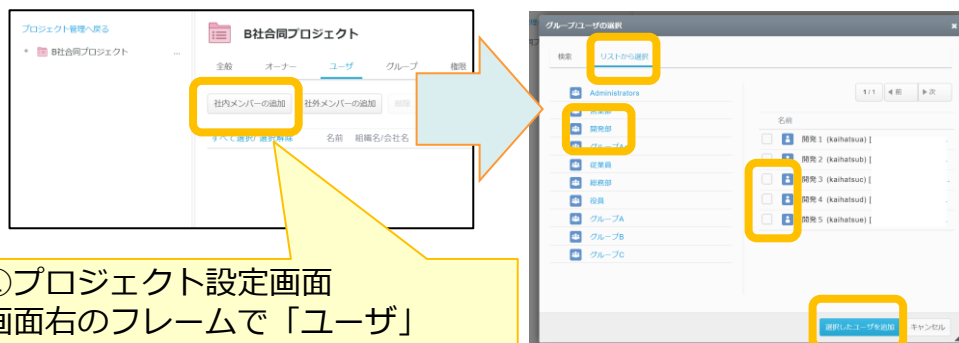 プロジェクト管理へ戻る
B社合同プロジェクト ...
B社合同プロジェクト
全般 オーナー ユーザ グループ 権限
社内メンバーの追加 社外メンバーの追加 削除
すべて選択/ 選択解除 名前 組織名/会社名
プロジェクト設定画面
画面右のフレームで「ユーザ」
グループ/ユーザの選択
検索 リストから選択
Administrators
開発部
グループA
従業員
総務部
役員
グループA
グループB
グループC
1/1 前 次
名前
開発 1 (kaihatsua) [
開発 2 (kaihatsub) [
開発 3 (kaihatsuc) [
開発 4 (kaihatsud) [
開発 5 (kaihatsue) [
選択したユーザを追加 キャンセル